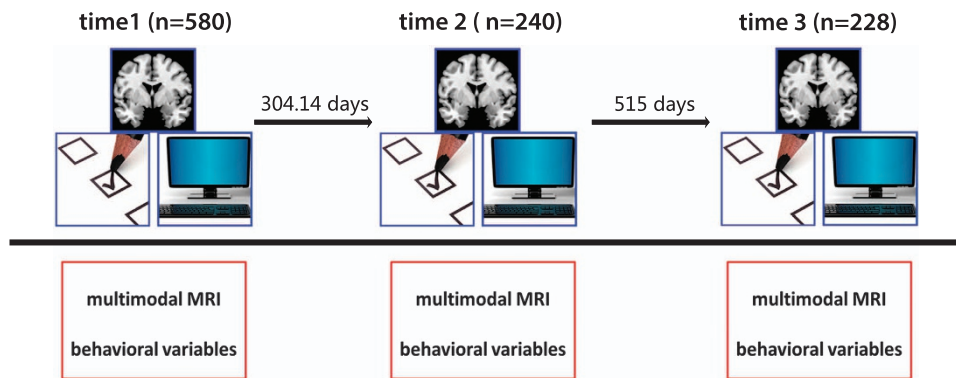 time1 (n=580) time 2 ( n=240) time 3 (n=228)
304.14 days 515 days
multimodal MRI multimodal MRI multimodal MRI
behavioral variables behavioral variables behavioral variables